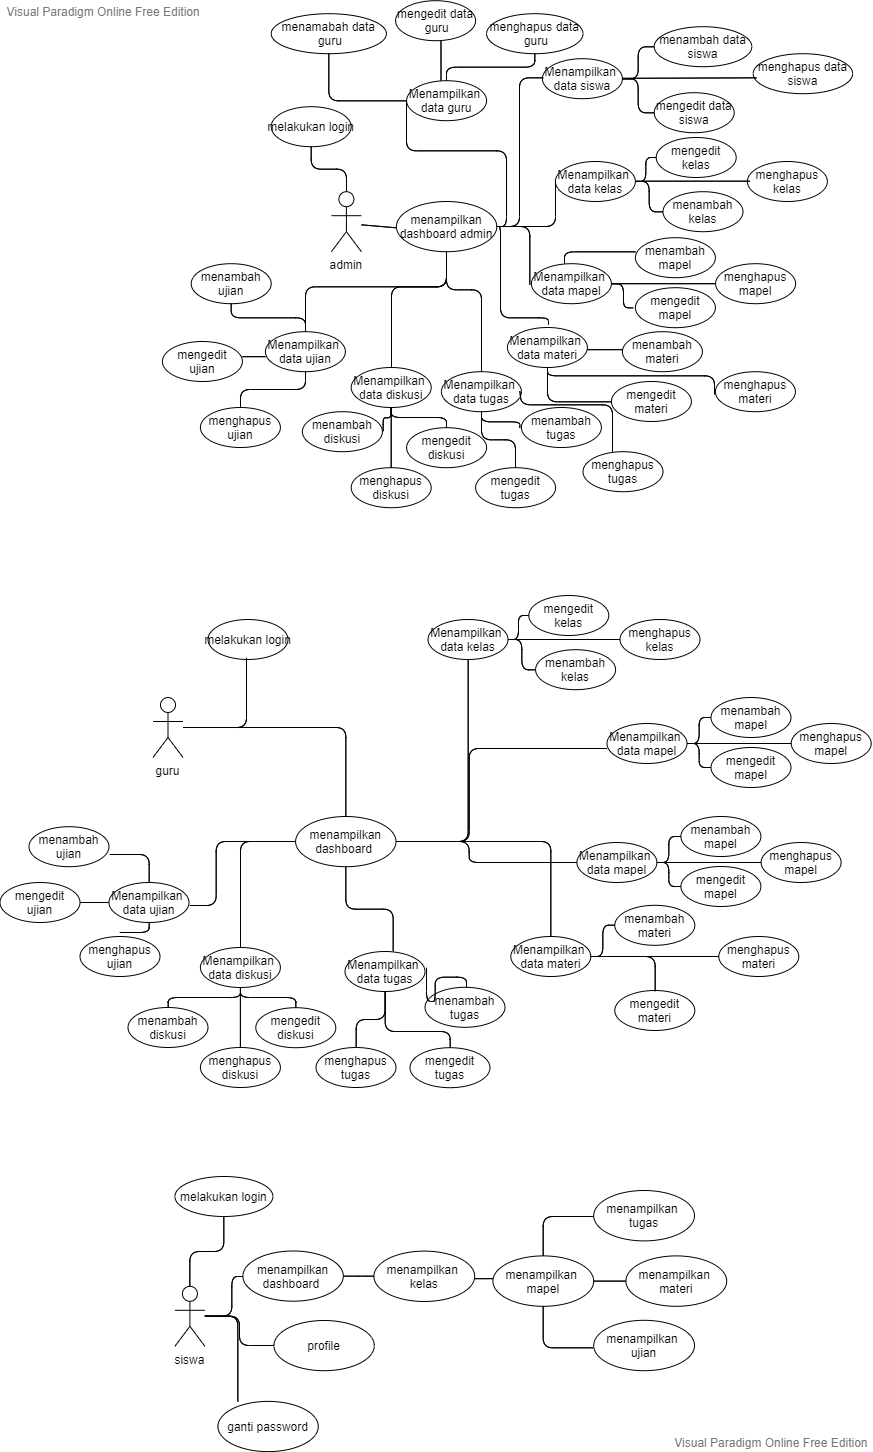 Visual Paradigm Online Free Edition
menamabah data
guru
mengedit data
guru
menghapus data
guru
menambah data
siswa
Menampilkan
data siswa
menghapus data
siswa
Menampilkan
data guru
mengedit data
siswa
melakukan login
mengedit
kelas
Menampilkan
data kelas
menghapus
kelas
menambah
kelas
menampilkan
dashboard admin
admin
menambah
mapel
menambah
ujian
Menampilkan
data mapel
menghapus
mapel
mengedit
mapel
Menampilkan
data ujian
mengedit
ujian
Menampilkan
data materi
menambah
materi
Menampilkan
data diskusi
Menampilkan
data tugas
menghapus
materi
mengedit
materi
menghapus
ujian
menambah
diskusi
mengedit
diskusi
menambah
tugas
menghapus
tugas
menghapus
diskusi
mengedit
tugas
mengedit
kelas
melakukan login
Menampilkan
data kelas
menghapus
kelas
menambah
kelas
menambah
mapel
Menampilkan
data mapel
menghapus
mapel
mengedit
mapel
guru
menampilkan
dashboard
menambah
mapel
menambah
ujian
Menampilkan
data mapel
menghapus
mapel
mengedit
mapel
mengedit
ujian
Menampilkan
data ujian
menambah
materi
menghapus
ujian
Menampilkan
data diskusi
Menampilkan
data tugas
Menampilkan
data materi
menghapus
materi
menambah
tugas
mengedit
materi
menambah
diskusi
mengedit
diskusi
menghapus
diskusi
menghapus
tugas
mengedit
tugas
melakukan login
menampilkan
tugas
menampilkan
dashboard
menampilkan
kelas
menampilkan
mapel
menampilkan
materi
siswa
profile
menampilkan
ujian
ganti password
Visual Paradigm Online Free Edition